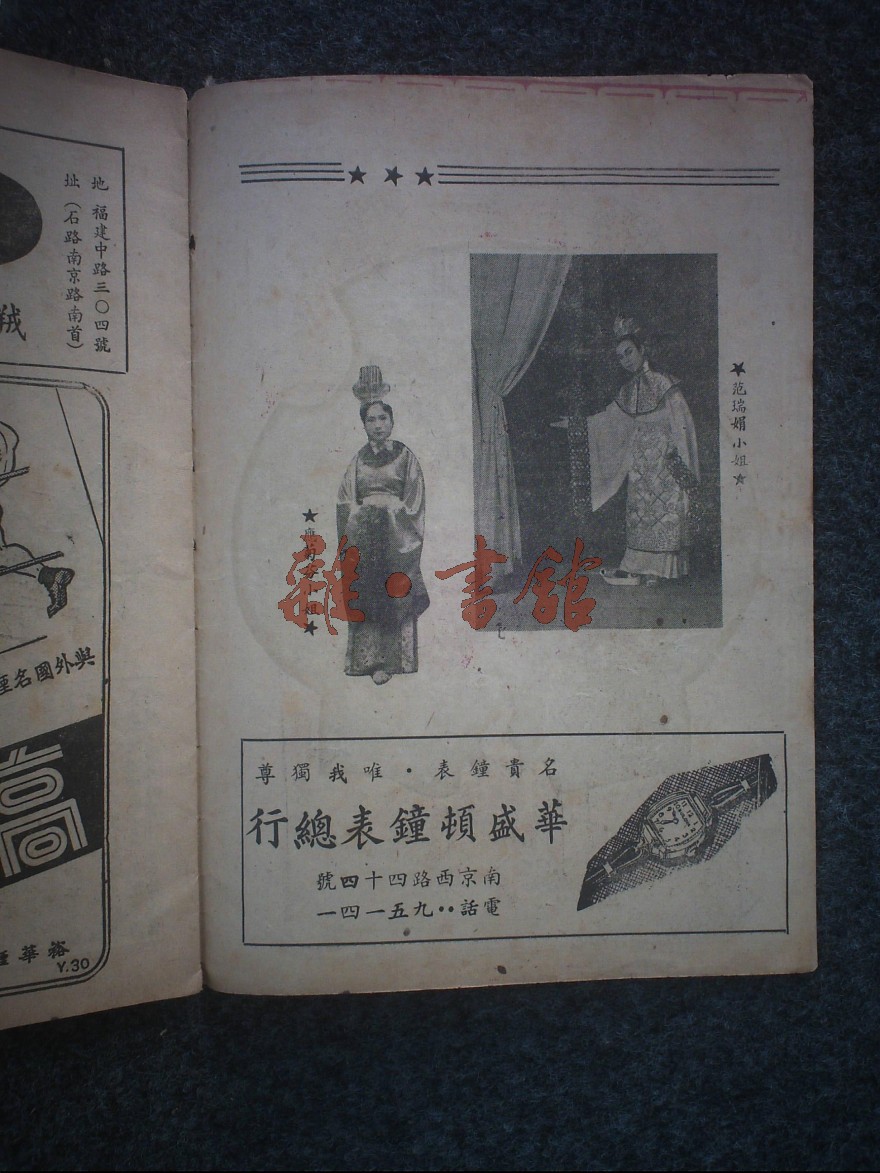 地 福建中路三〇四號
址 （石路南京路南首）
羢
與外國名
高
裕華
Y.30
★范瑞娟小姐★
雜·書館
名貴鐘表·唯我獨尊
華盛頓鐘表總行
南京西路四十四號
電話··九五一四一